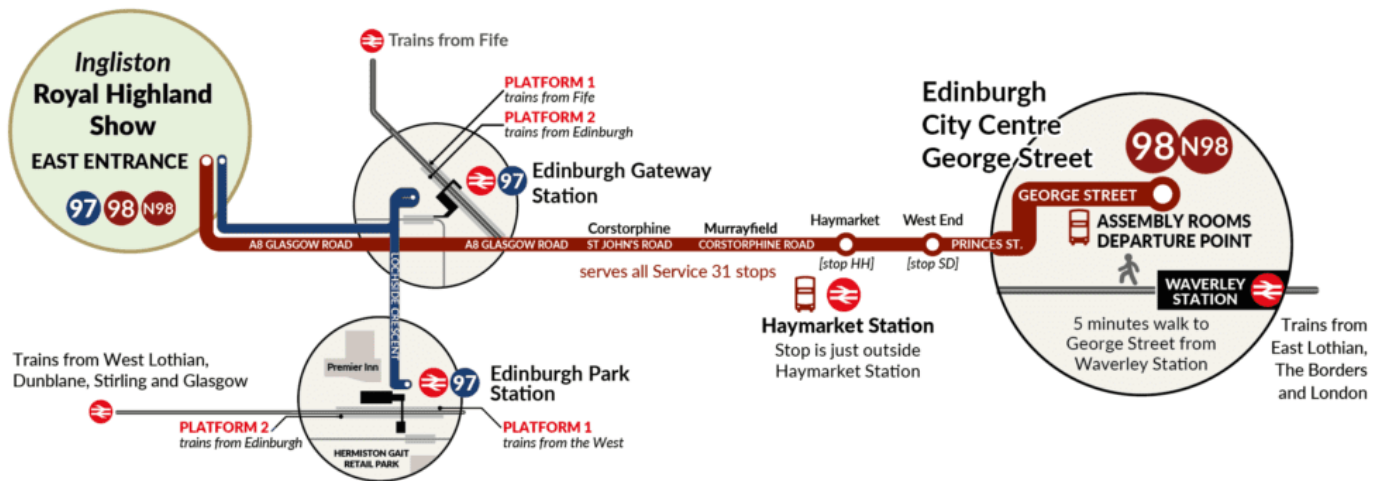 Ingliston
Royal Highland
Show
EAST ENTRANCE
97 98 N98
Trains from Fife
PLATFORM 1
trains from Fife
PLATFORM 2
trains from Edinburgh
97
Edinburgh Gateway
Station
A8 GLASGOW ROAD
A8 GLASGOW ROAD
LOCHSIDE CRESCENT
Corstorphine
ST JOHN'S ROAD
Murrayfield
CORSTORPHINE ROAD
serves all Service 31 stops
Haymarket
[stop HH]
West End
[stop SD]
PRINCES ST.
Haymarket Station
Stop is just outside
Haymarket Station
Edinburgh
City Centre
George Street
98 N98
GEORGE STREET
ASSEMBLY ROOMS
DEPARTURE POINT
WAVERLEY
STATION
5 minutes walk to
George Street from
Waverley Station
Trains from
East Lothian,
The Borders
and London
Trains from West Lothian,
Dunblane, Stirling and Glasgow
Premier Inn
97
Edinburgh Park
Station
PLATFORM 2
trains from Edinburgh
PLATFORM 1
trains from the West
HERMISTON GAIT
RETAIL PARK